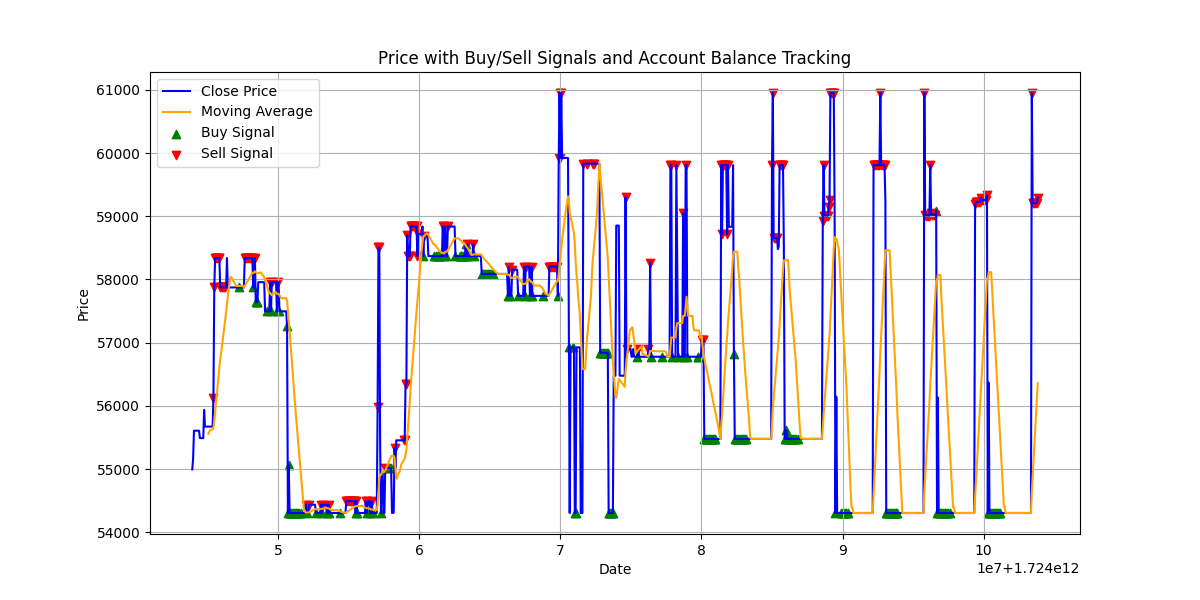 Price with Buy/Sell Signals and Account Balance Tracking
Close Price
Moving Average
Buy Signal
Sell Signal
Price
61000
60000
59000
58000
57000
56000
55000
54000
5 6 7 8 9 10
Date
1e7+1.724e12